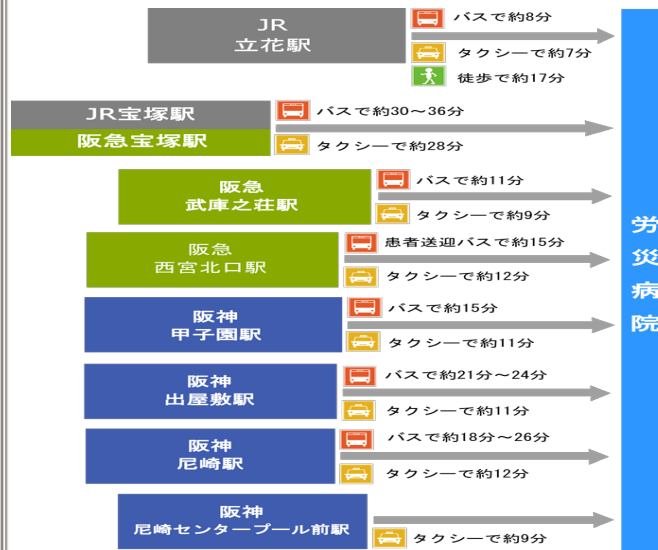 JR
立花駅
バスで約8分
タクシーで約7分
徒歩で約17分
JR宝塚駅
阪急宝塚駅
バスで約30～36分
タクシーで約28分
阪急
武庫之荘駅
バスで約11分
タクシーで約9分
阪急
西宮北口駅
患者送迎バスで約15分
タクシーで約12分
阪神
甲子園駅
バスで約15分
タクシーで約11分
阪神
出屋敷駅
バスで約21分～24分
タクシーで約11分
阪神
尼崎駅
バスで約18分～26分
タクシーで約12分
阪神
尼崎センタープール前駅
タクシーで約9分
労
災
病
院